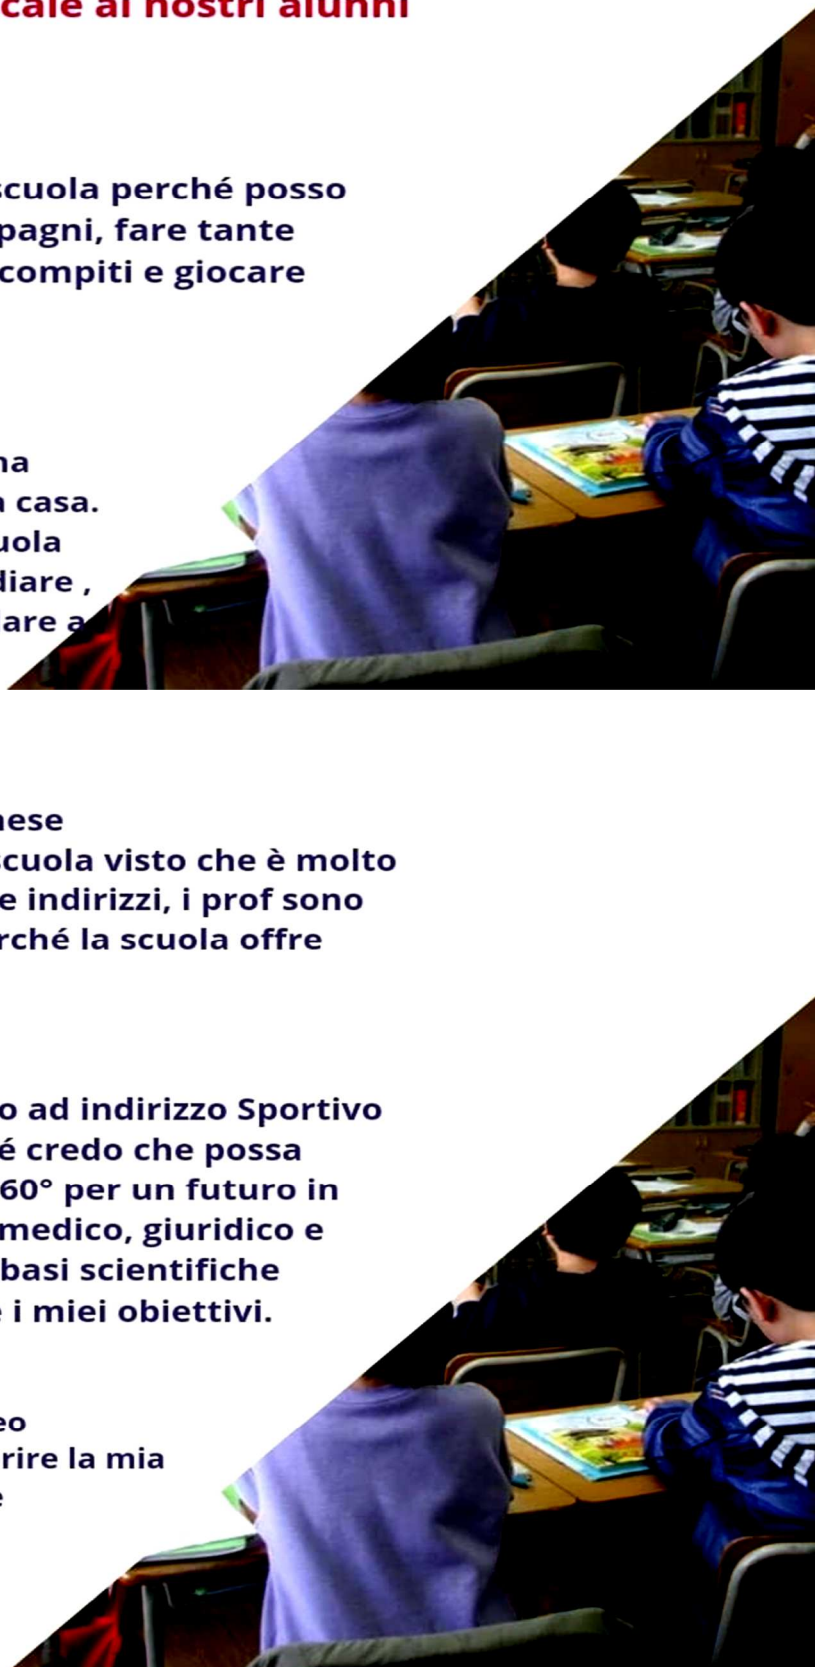 cale ai nostri alunni
scuola perché posso
pagni, fare tante
compiti e giocare
na
a casa.
uola
diare ,
lare a
nese
scuola visto che è molto
e indirizzi, i prof sono
rché la scuola offre
o ad indirizzo Sportivo
é credo che possa
60° per un futuro in
medico, giuridico e
basi scientifiche
e i miei obiettivi.
eo
rire la mia
e